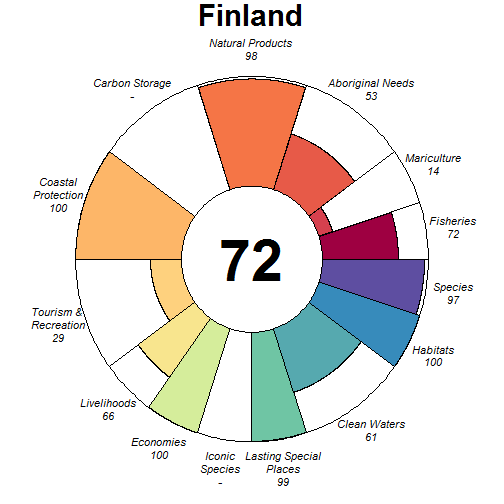 Finland
Natural Products
98
Carbon Storage
-
Aboriginal Needs
53
Mariculture
14
Coastal
Protection
100
Fisheries
72
72
Species
97
Tourism &
Recreation
29
Habitats
100
Livelihoods
66
Clean Waters
61
Economies
100
Iconic
Species
-
Lasting Special
Places
99